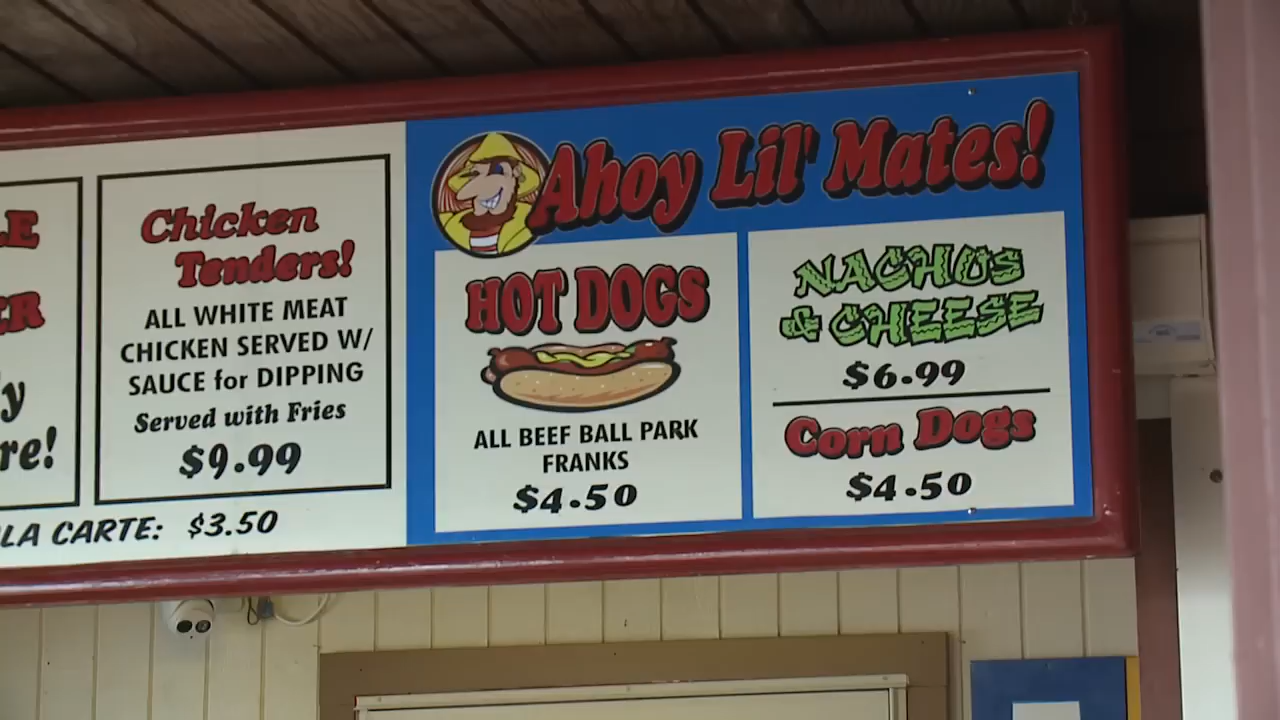 Chicken
Tenders!
ALL WHITE MEAT
CHICKEN SERVED W/
SAUCE for DIPPING
Served with Fries
$9.99
LA CARTE: $3.50
Ahoy Lil' Mates!
HOT DOGS
ALL BEEF BALL PARK
FRANKS
$4.50
NACHOS
& CHEESE
$6.99
Corn Dogs
$4.50